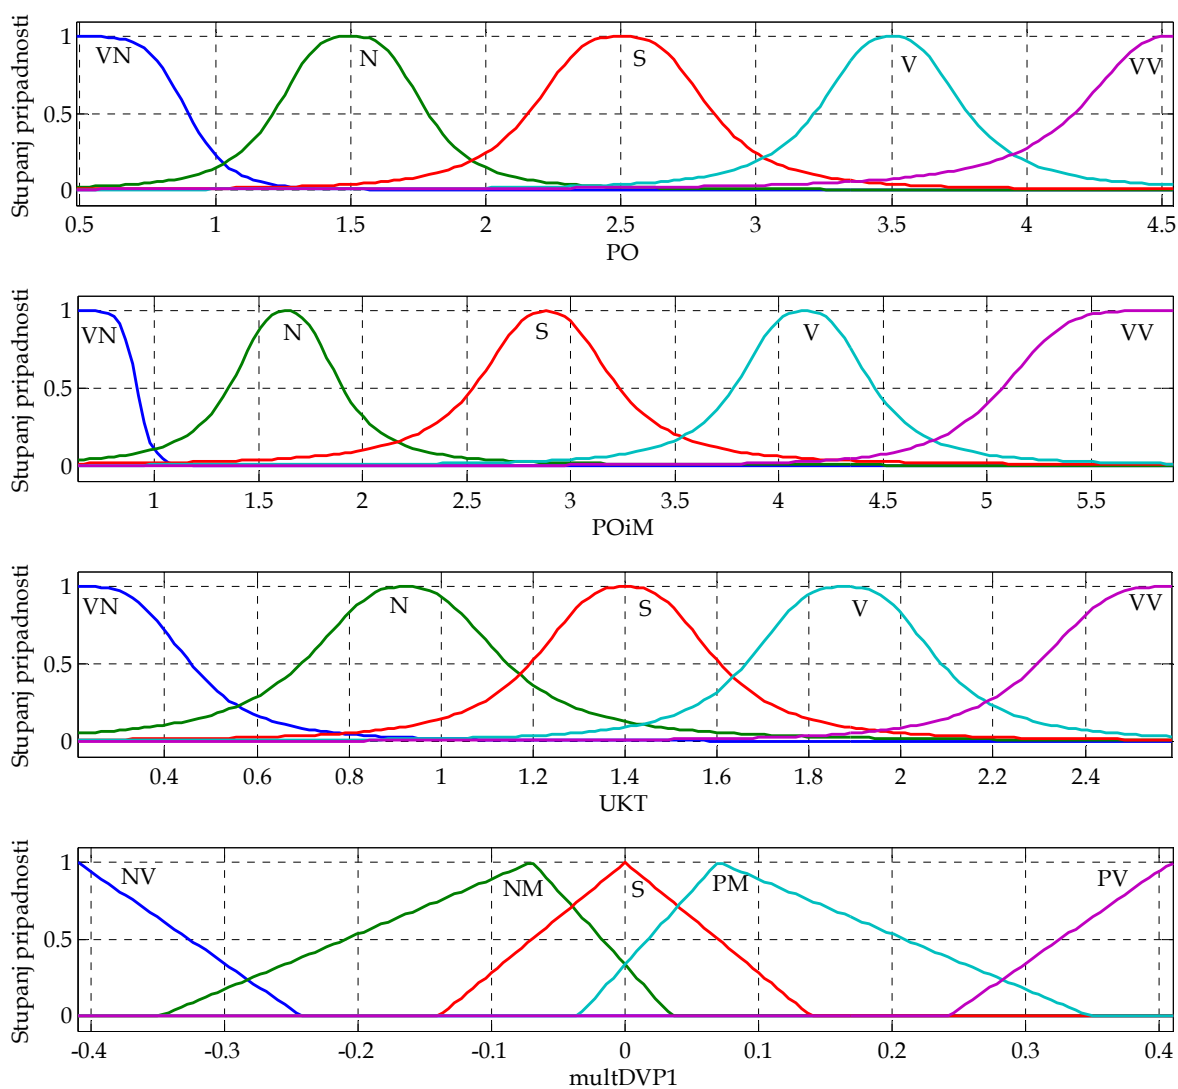 Stupanj pripadnosti
1
0.5
0
VN N S V VV
0.5 1 1.5 2 2.5 3 3.5 4 4.5
PO
Stupanj pripadnosti
1
0.5
0
VN N S V VV
1 1.5 2 2.5 3 3.5 4 4.5 5 5.5
POiM
Stupanj pripadnosti
1
0.5
0
VN N S V VV
0.4 0.6 0.8 1 1.2 1.4 1.6 1.8 2 2.2 2.4
UKT
Stupanj pripadnosti
1
0.5
0
NV NM S PM PV
-0.4 -0.3 -0.2 -0.1 0 0.1 0.2 0.3 0.4
multDVP1